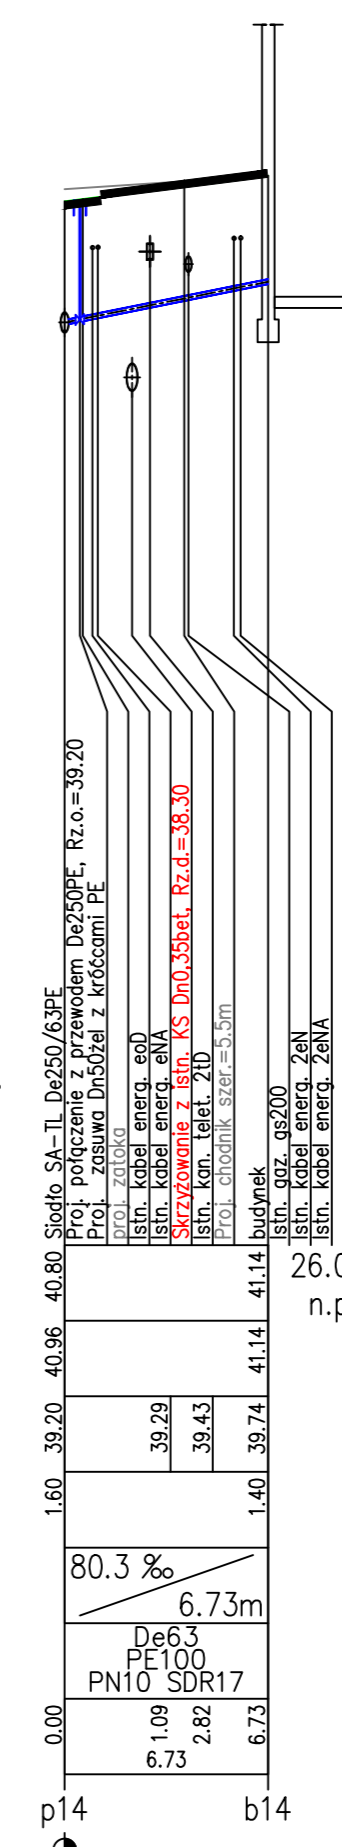 Siodło SA-TL De250/63PE
Proj. połączenie z przewodem De250PE, Rz.o.=39.20
Proj. zasuwa Dn50żel z króćcami PE
proj. zatoka
istn. kabel energ. eoD
istn. kabel energ. eNA
Skrzyżowanie z istn. KS Dn0,35bet, Rz.d.=38.30
istn. kan. telet. 2tD
Proj. chodnik szer.=5.5m
budynek
istn. gaz. gs200
istn. kabel energ. 2eN
istn. kabel energ. 2eNA
40.80 41.14 26.0
n.p
40.96 41.14
39.20 39.29 39.43 39.74
1.60 1.40
80.3 ‰
6.73m
De63
PE100
PN10 SDR17
0.00 1.09 2.82 6.73
6.73
p14 b14